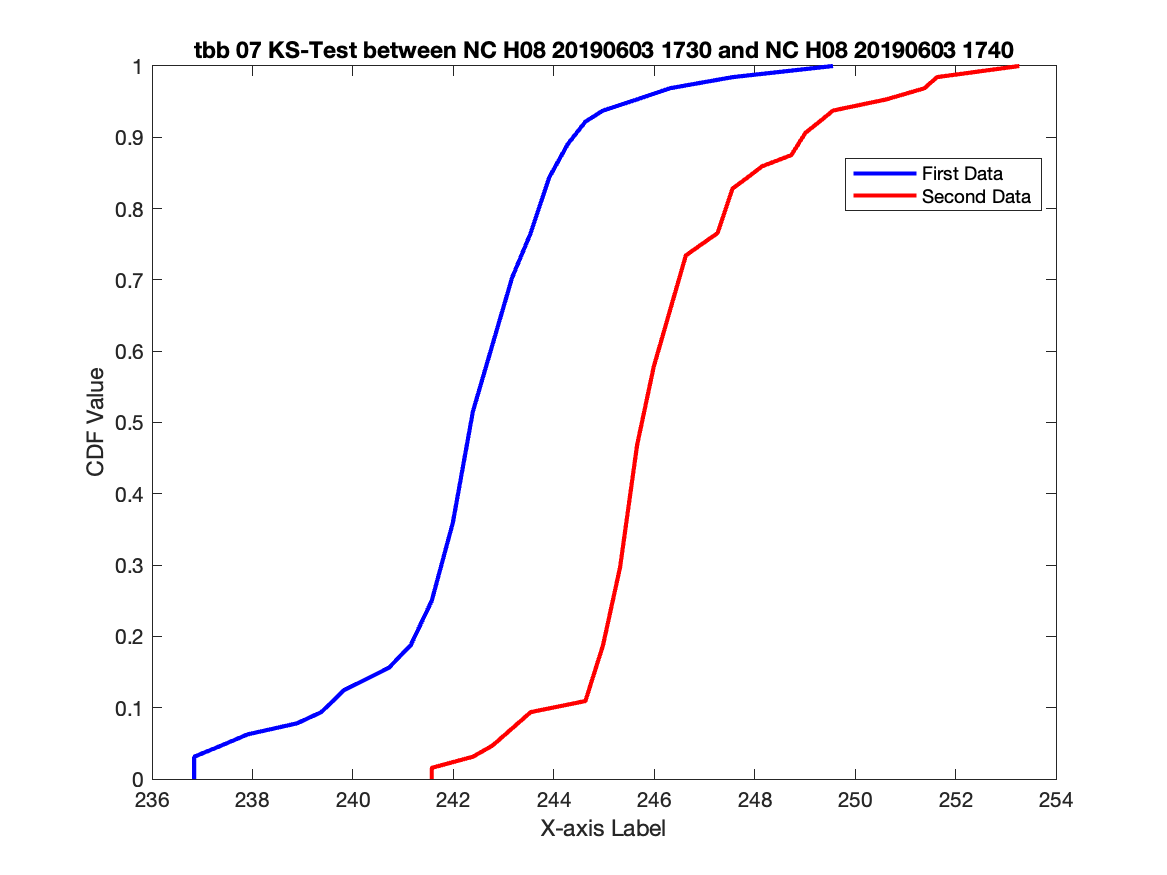 tbb 07 KS-Test between NC H08 20190603 1730 and NC H08 20190603 1740
1
0.9
0.8
0.7
0.6
0.5
0.4
0.3
0.2
0.1
0
CDF Value
First Data
Second Data
236 238 240 242 244 246 248 250 252 254
X-axis Label